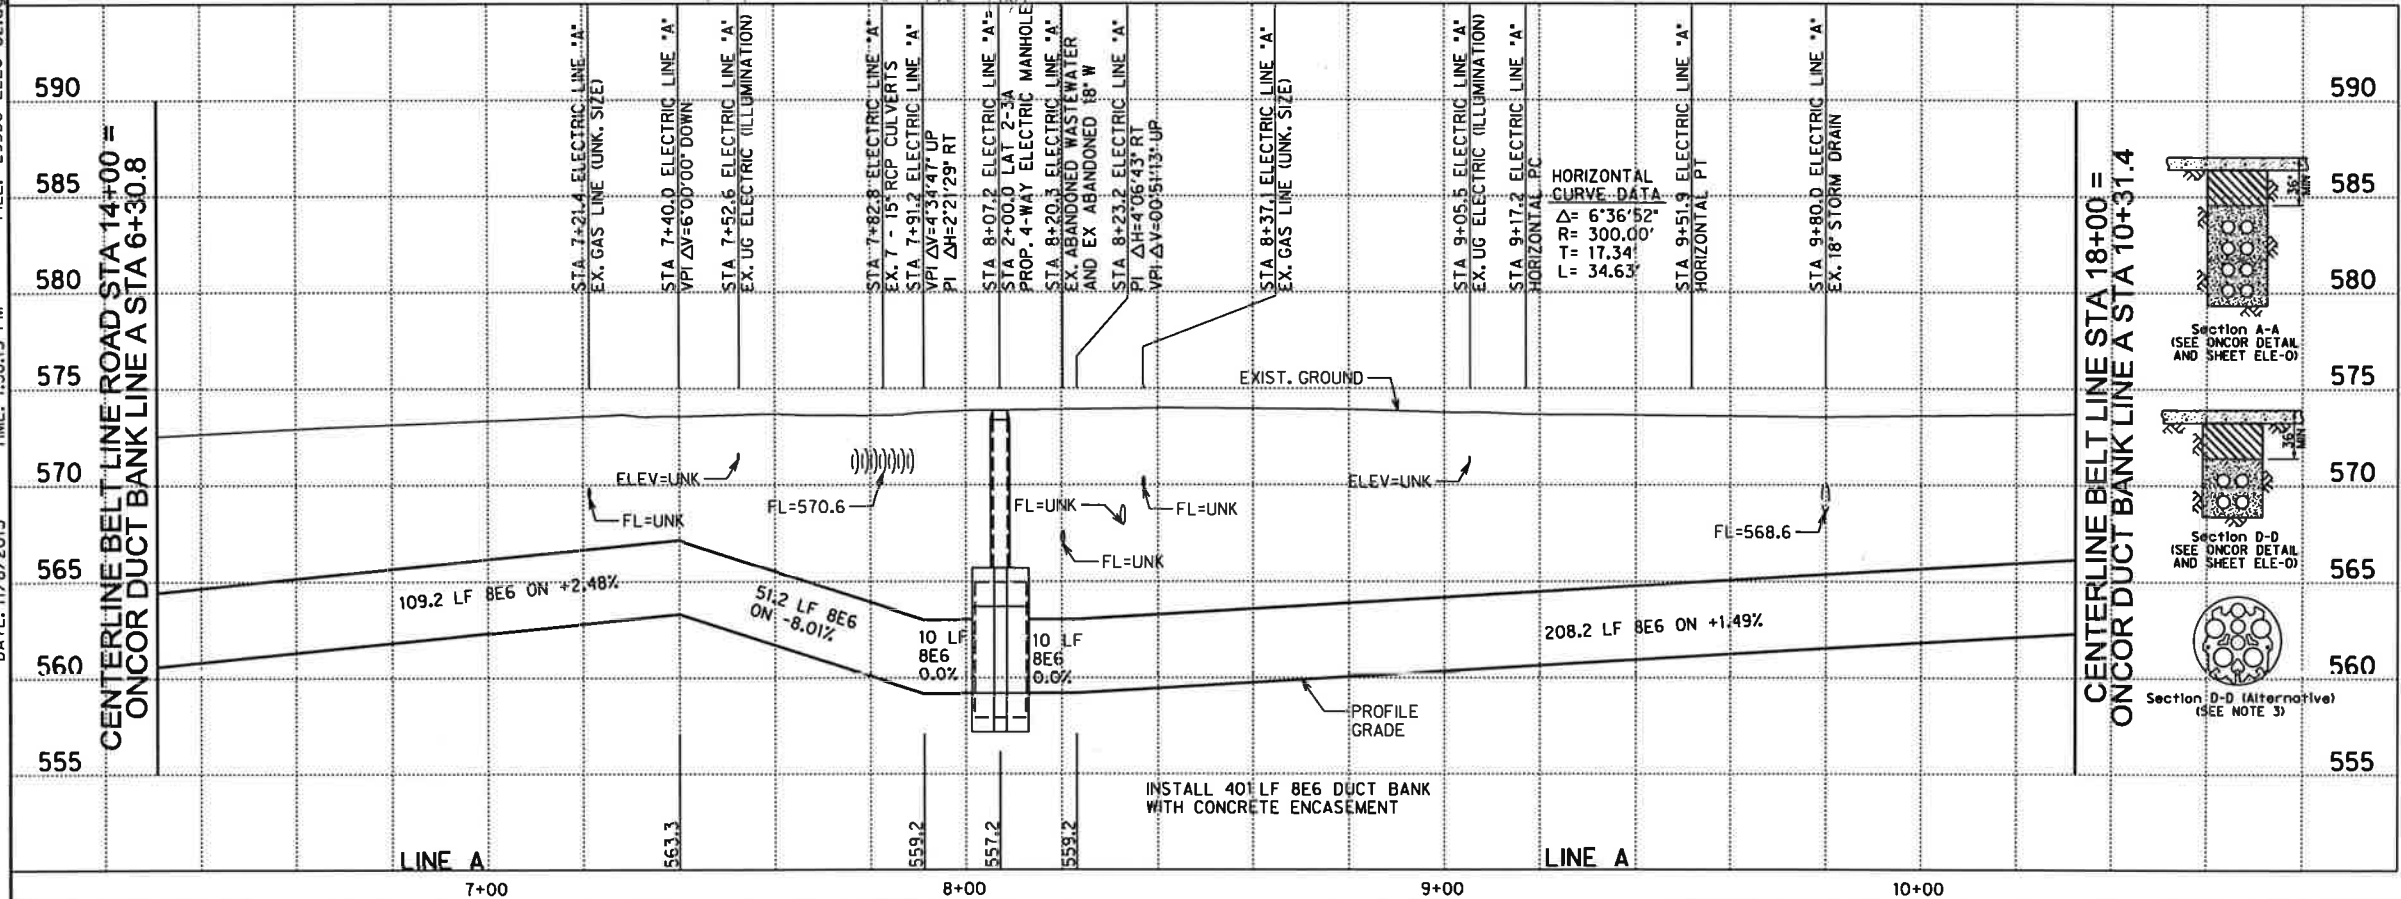 590
585
580
575
570
565
560
555
CENTERLINE BELT LINE ROAD STA 14+00 =
ONCOR DUCT BANK LINE A STA 6+30.8
STA 7+21.4 ELECTRIC LINE "A"
EX. GAS LINE (UNK. SIZE)
STA 7+40.0 ELECTRIC LINE "A"
VPI ΔV=6°00'00" DOWN
STA 7+52.6 ELECTRIC LINE "A"
EX. UG ELECTRIC (ILLUMINATION)
STA 7+82.8 ELECTRIC LINE "A"
EX. 7 - 15" RCP CULVERTS
STA 7+91.2 ELECTRIC LINE "A"
VPI ΔV=4°34'47" UP
PI ΔH=2°21'29" RT
STA 8+07.2 ELECTRIC LINE "A"=
STA 2+00.0 LAT 2-3A
PROP. 4-WAY ELECTRIC MANHOLE
STA 8+20.3 ELECTRIC LINE "A"
EX. ABANDONED WASTEWATER
AND EX ABANDONED 18" W
STA 8+23.2 ELECTRIC LINE "A"
PI ΔH=4°06'43" RT
VPI ΔV=00°51'13" UP
STA 8+37.1 ELECTRIC LINE "A"
EX. GAS LINE (UNK. SIZE)
STA 9+05.5 ELECTRIC LINE "A"
EX. UG ELECTRIC (ILLUMINATION)
STA 9+17.2 ELECTRIC LINE "A"
HORIZONTAL PC
HORIZONTAL
CURVE DATA
Δ= 6°36'52"
R= 300.00'
T= 17.34'
L= 34.63'
STA 9+51.9 ELECTRIC LINE "A"
HORIZONTAL PT
STA 9+80.0 ELECTRIC LINE "A"
EX. 18" STORM DRAIN
CENTERLINE BELT LINE STA 18+00 =
ONCOR DUCT BANK LINE A STA 10+31.4
590
585
580
575
570
565
560
555
36"
MIN
Section A-A
(SEE ONCOR DETAIL
AND SHEET ELE-0)
36"
MIN
Section D-D
(SEE ONCOR DETAIL
AND SHEET ELE-0)
Section D-D (Alternative)
(SEE NOTE 3)
EXIST. GROUND
ELEV=UNK
FL=UNK
FL=570.6
FL=UNK
FL=UNK
FL=UNK
ELEV=UNK
FL=568.6
109.2 LF 8E6 ON +2.48%
51.2 LF 8E6
ON -8.01%
10 LF
8E6
0.0%
10 LF
8E6
0.0%
208.2 LF 8E6 ON +1.49%
PROFILE
GRADE
INSTALL 401 LF 8E6 DUCT BANK
WITH CONCRETE ENCASEMENT
563.3
559.2
557.2
559.2
LINE A
LINE A
7+00
8+00
9+00
10+00